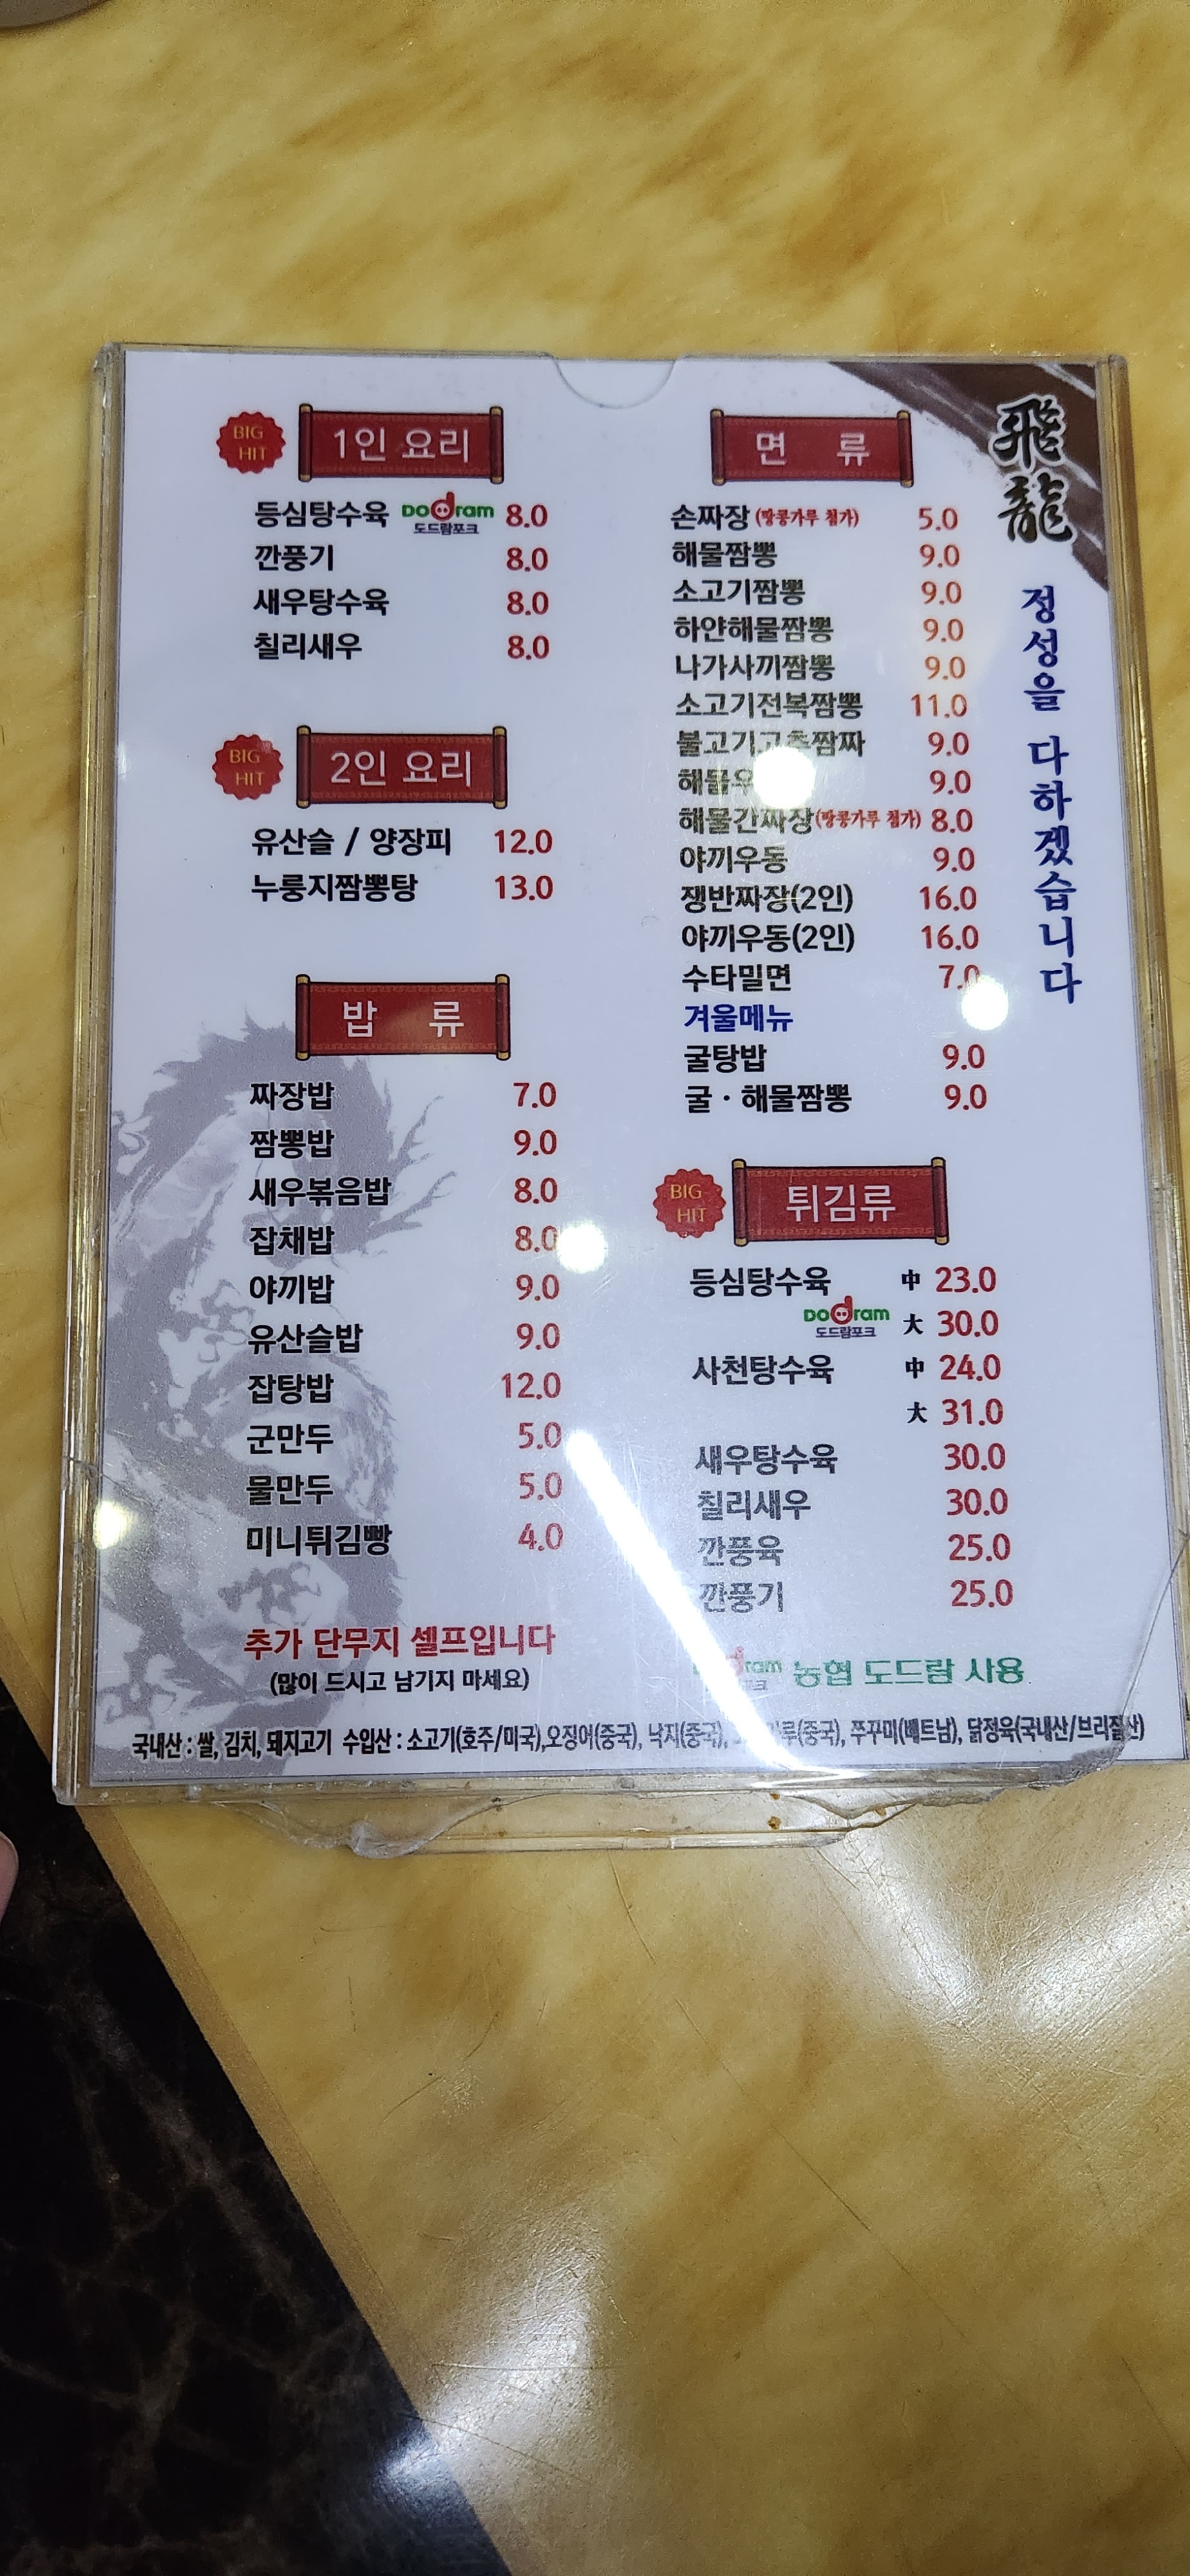 BIG HIT
1인 요리
등심탕수육 Dodram 도드람포크 8.0
깐풍기 8.0
새우탕수육 8.0
칠리새우 8.0
BIG HIT
2인 요리
유산슬 / 양장피 12.0
누룽지짬뽕탕 13.0
밥 류
짜장밥 7.0
짬뽕밥 9.0
새우볶음밥 8.0
잡채밥 8.0
야끼밥 9.0
유산슬밥 9.0
잡탕밥 12.0
군만두 5.0
물만두 5.0
미니튀김빵 4.0
추가 단무지 셀프입니다
(많이 드시고 남기지 마세요)
면 류
손짜장 (땅콩가루 첨가) 5.0
해물짬뽕 9.0
소고기짬뽕 9.0
하얀해물짬뽕 9.0
나가사끼짬뽕 9.0
소고기전복짬뽕 11.0
불고기고추짬짜 9.0
9.0
해물간짜장(땅콩가루 첨가) 8.0
야끼우동 9.0
쟁반짜장(2인) 16.0
야끼우동(2인) 16.0
수타밀면 7.0
겨울메뉴
굴탕밥 9.0
굴 · 해물짬뽕 9.0
BIG HIT
튀김류
등심탕수육 中 23.0
Dodram 도드람포크 大 30.0
사천탕수육 中 24.0
大 31.0
새우탕수육 30.0
칠리새우 30.0
깐풍육 25.0
깐풍기 25.0
농협 도드람 사용
飛龍
정성을 다하겠습니다
국내산 : 쌀, 김치, 돼지고기 수입산 : 소고기(호주/미국),오징어(중국), 낙지(중국), 쭈꾸미(베트남), 닭정육(국내산/브리질산)